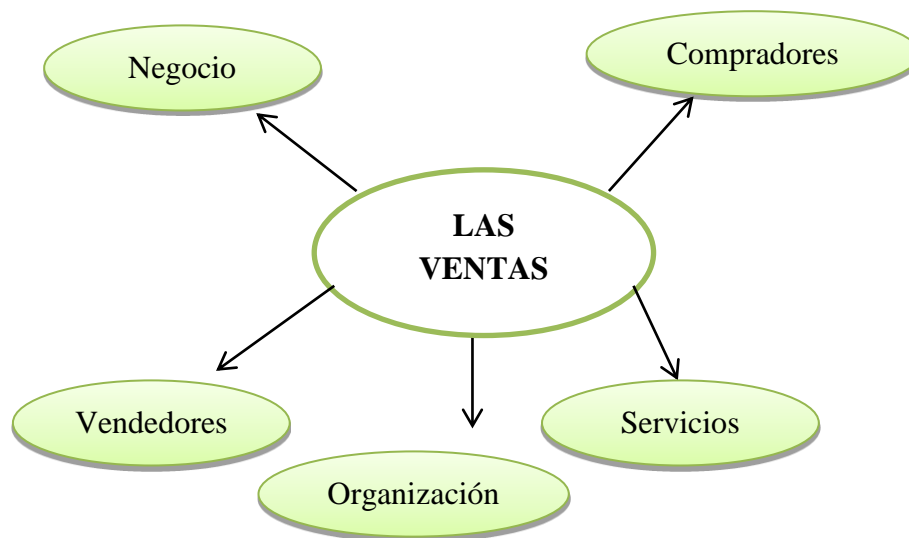 Negocio
Compradores
LAS
VENTAS
Vendedores
Servicios
Organización